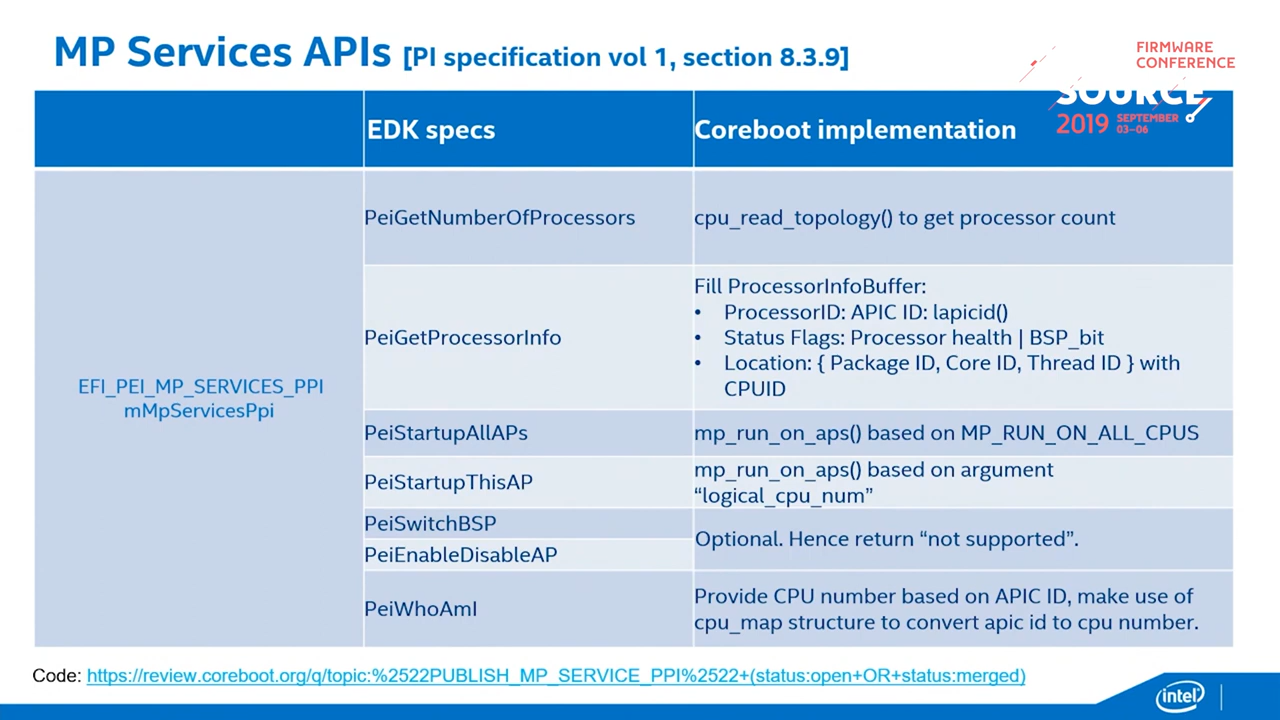 MP Services APIs [PI specification vol 1, section 8.3.9]
FIRMWARE
CONFERENCE
SOURCE
2019 SEPTEMBER
03–06
EDK specs
Coreboot implementation
EFI_PEI_MP_SERVICES_PPI
mMpServicesPpi
PeiGetNumberOfProcessors
cpu_read_topology() to get processor count
PeiGetProcessorInfo
Fill ProcessorInfoBuffer:
• ProcessorID: APIC ID: lapicid()
• Status Flags: Processor health | BSP_bit
• Location: { Package ID, Core ID, Thread ID } with
CPUID
PeiStartupAllAPs
mp_run_on_aps() based on MP_RUN_ON_ALL_CPUS
PeiStartupThisAP
mp_run_on_aps() based on argument
“logical_cpu_num”
PeiSwitchBSP
PeiEnableDisableAP
Optional. Hence return “not supported”.
PeiWhoAmI
Provide CPU number based on APIC ID, make use of
cpu_map structure to convert apic id to cpu number.
Code: https://review.coreboot.org/q/topic:%2522PUBLISH_MP_SERVICE_PPI%2522+(status:open+OR+status:merged)
intel